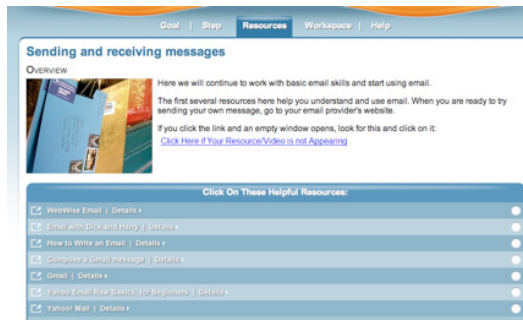 Goal | Step Resources Workspace | Help
Sending and receiving messages
OVERVIEW
Here we will continue to work with basic email skills and start using email.
The first several resources here help you understand and use email. When you are ready to try
sending your own message, go to your email provider's website.
If you click the link and an empty window opens, look for this and click on it:
Click Here if Your Resource/Video is not Appearing
Click On These Helpful Resources:
WebWise Email | Details
Email with Dick and Harry | Details
How to Write an Email | Details
Compose a Gmail message | Details
Gmail | Details
Yahoo Email Raw Basics, for Beginners | Details
Yahoo! Mail | Details